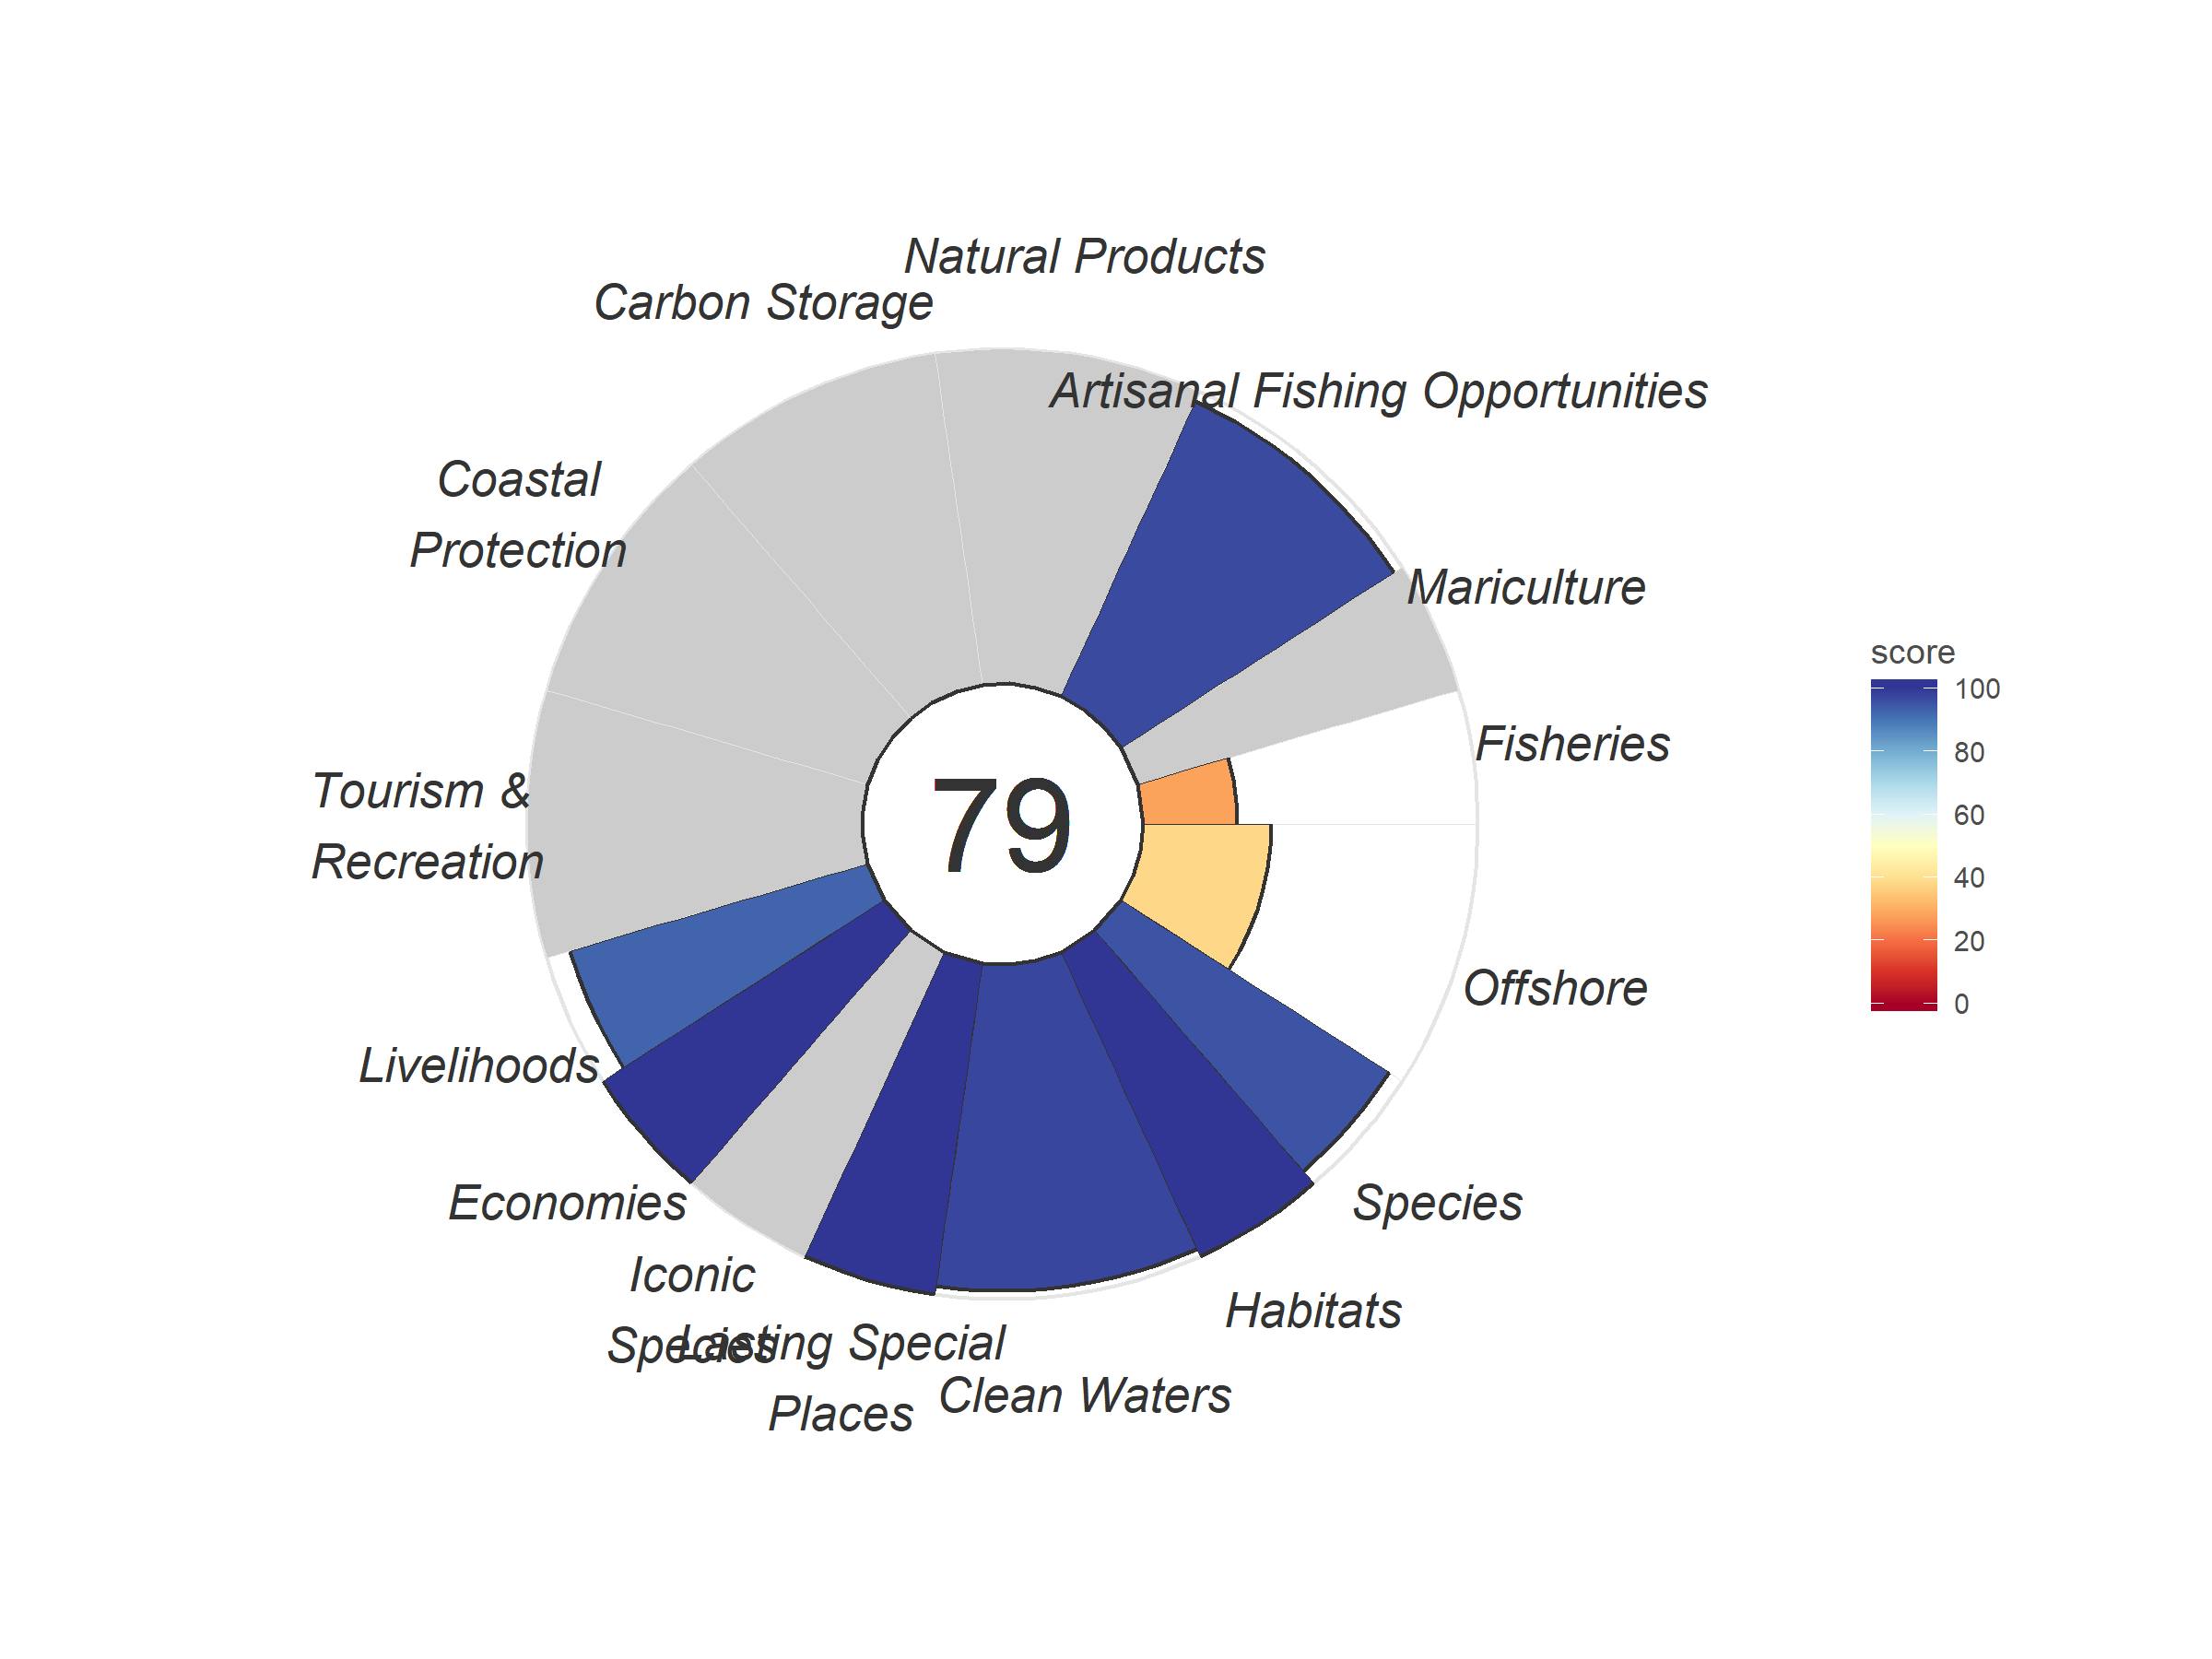 Natural Products
Carbon Storage
Artisanal Fishing Opportunities
Coastal
Protection
Mariculture
score
100
80
60
40
20
0
Fisheries
79
Tourism &
Recreation
Offshore
Livelihoods
Economies
Species
Iconic
Species
Habitats
Lasting Special
Places
Clean Waters